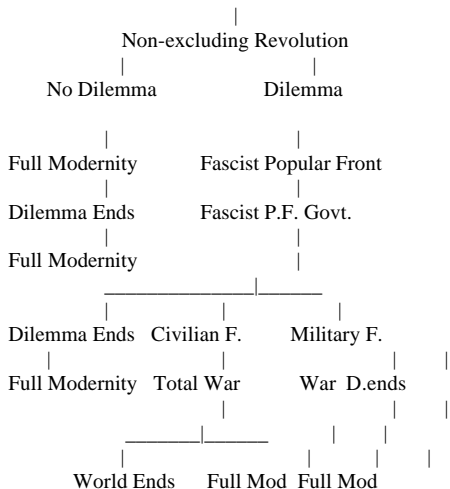 Non-excluding Revolution
No Dilemma Dilemma
Full Modernity Fascist Popular Front
Dilemma Ends Fascist P.F. Govt.
Full Modernity
Dilemma Ends Civilian F. Military F.
Full Modernity Total War War D.ends
World Ends Full Mod Full Mod